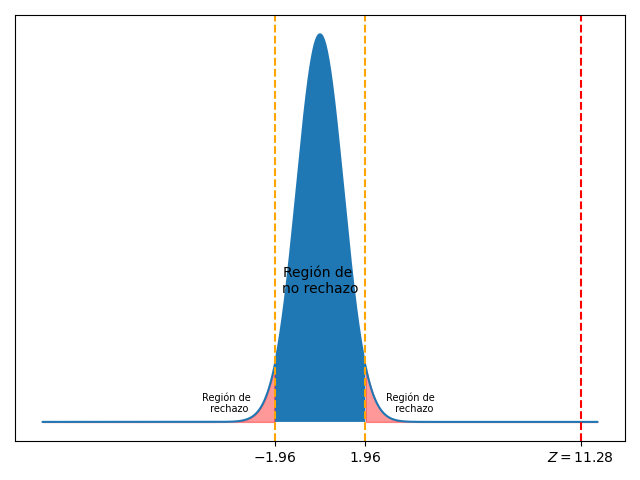 Región de
no rechazo
Región de
rechazo
Región de
rechazo
−1.96
1.96
Z = 11.28